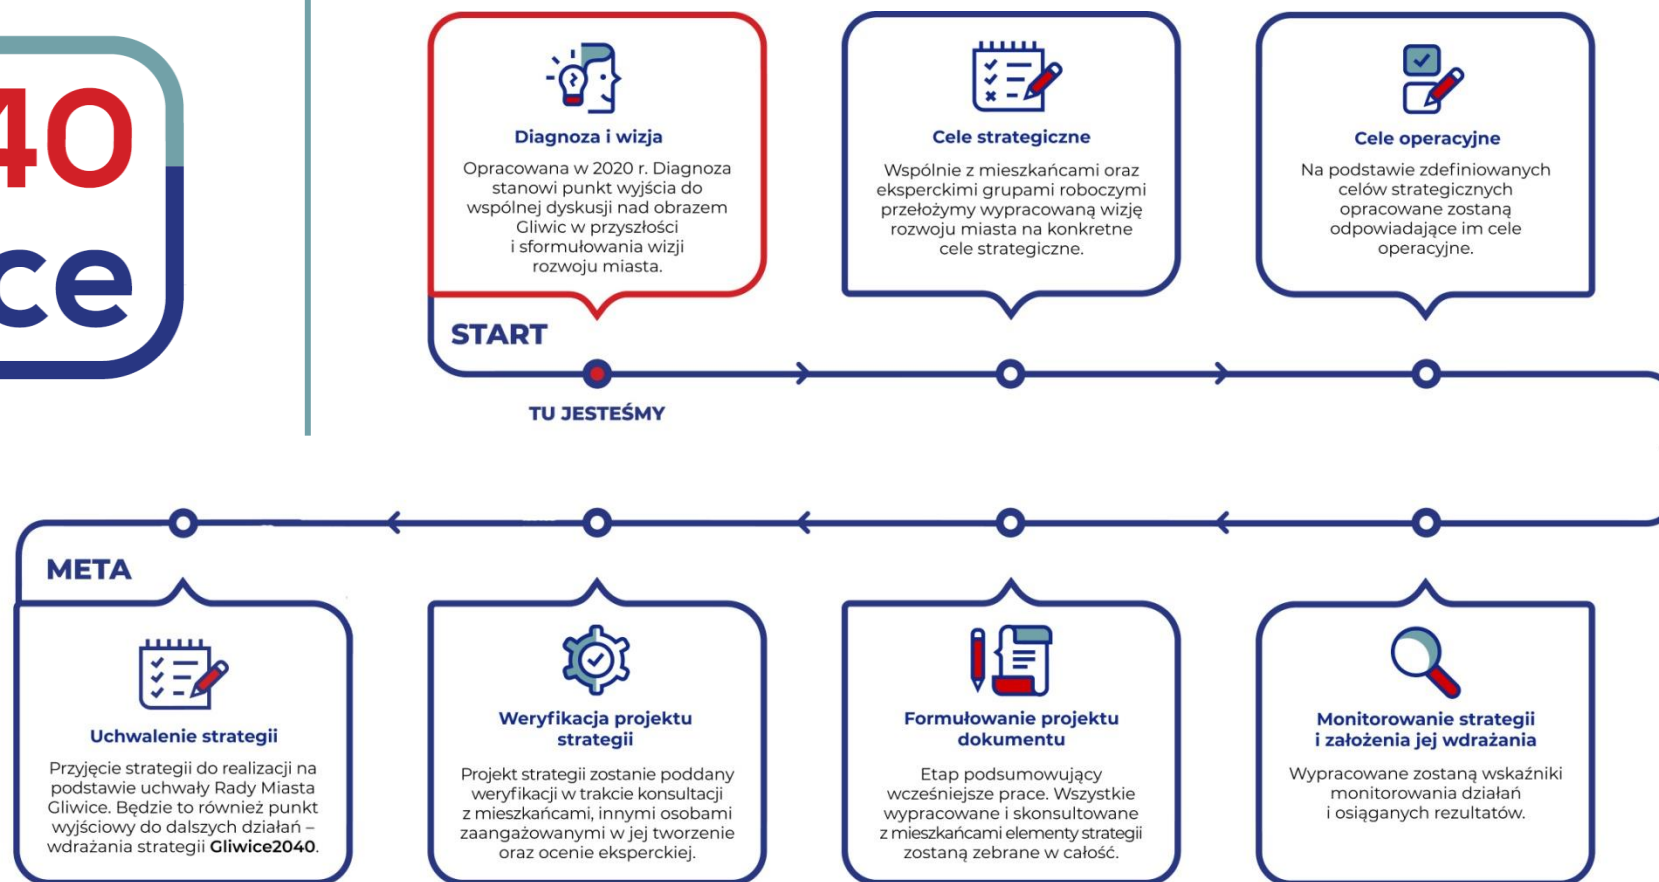 40
ce
Diagnoza i wizja
Opracowana w 2020 r. Diagnoza
stanowi punkt wyjścia do
wspólnej dyskusji nad obrazem
Gliwic w przyszłości
i sformułowania wizji
rozwoju miasta.
Cele strategiczne
Wspólnie z mieszkańcami oraz
eksperckimi grupami roboczymi
przełożymy wypracowaną wizję
rozwoju miasta na konkretne
cele strategiczne.
Cele operacyjne
Na podstawie zdefiniowanych
celów strategicznych
opracowane zostaną
odpowiadające im cele
operacyjne.
START
TU JESTEŚMY
Monitorowanie strategii
i założenia jej wdrażania
Wypracowane zostaną wskaźniki
monitorowania działań
i osiąganych rezultatów.
Formułowanie projektu
dokumentu
Etap podsumowujący
wcześniejsze prace. Wszystkie
wypracowane i skonsultowane
z mieszkańcami elementy strategii
zostaną zebrane w całość.
Weryfikacja projektu
strategii
Projekt strategii zostanie poddany
weryfikacji w trakcie konsultacji
z mieszkańcami, innymi osobami
zaangażowanymi w jej tworzenie
oraz ocenie eksperckiej.
META
Uchwalenie strategii
Przyjęcie strategii do realizacji na
podstawie uchwały Rady Miasta
Gliwice. Będzie to również punkt
wyjściowy do dalszych działań –
wdrażania strategii Gliwice2040.